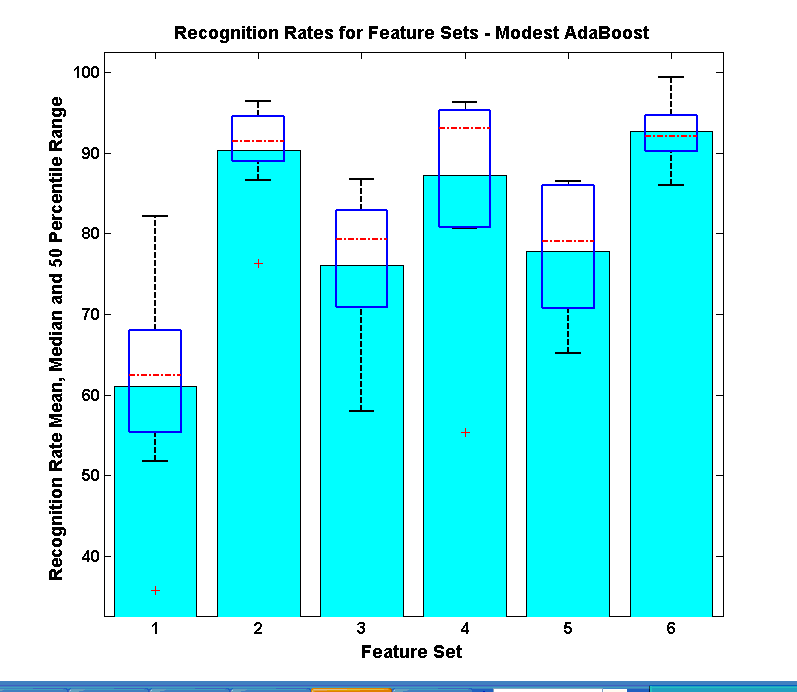 Recognition Rates for Feature Sets - Modest AdaBoost
Recognition Rate Mean, Median and 50 Percentile Range
100
90
80
70
60
50
40
1 2 3 4 5 6
Feature Set